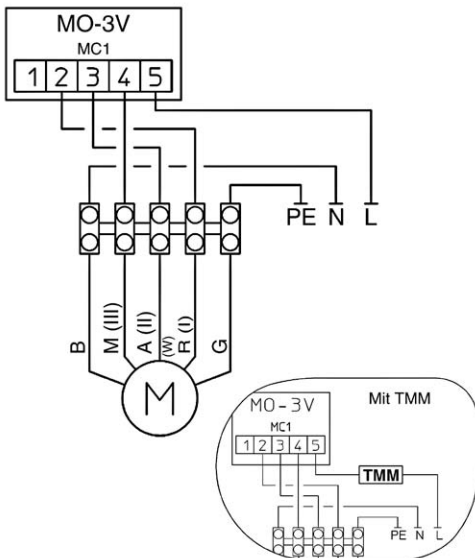 MO-3V
MC1
1 2 3 4 5
PE N L
B M (III) A (II) (W) R (I) G
M
Mit TMM
MO-3V
MC1
1 2 3 4 5
TMM
PE N L